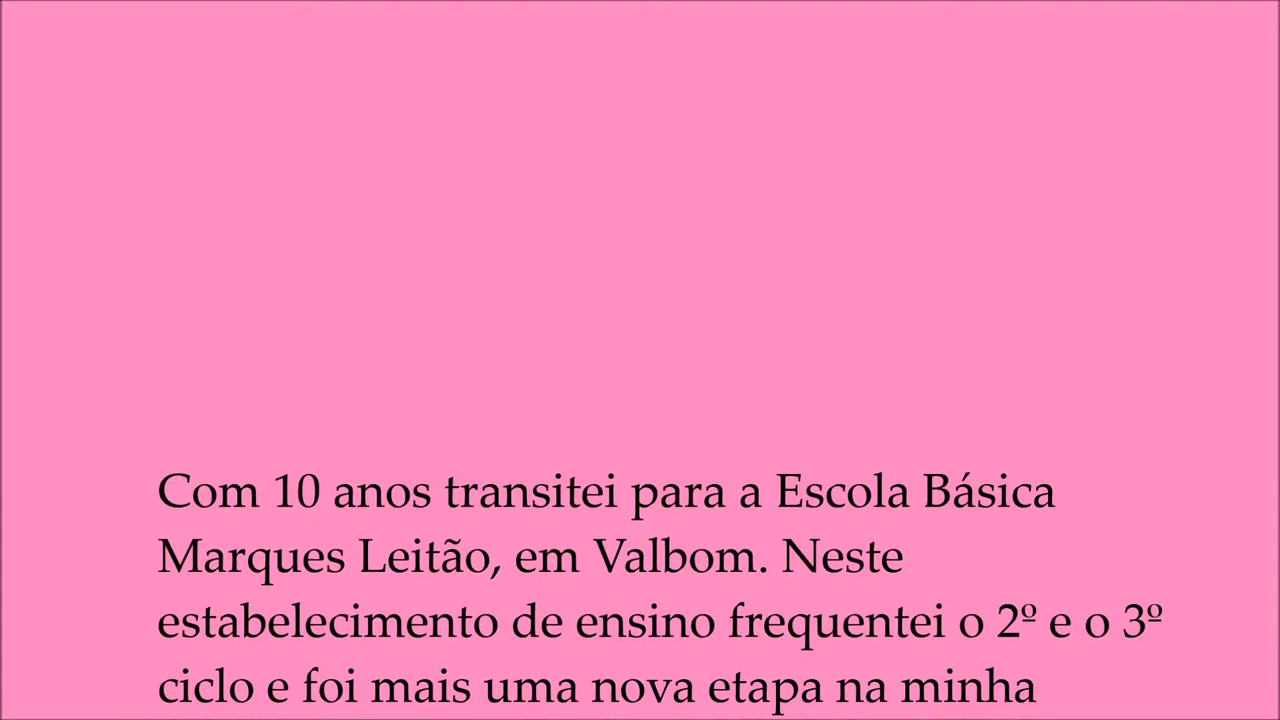 Com 10 anos transitei para a Escola Básica
Marques Leitão, em Valbom. Neste
estabelecimento de ensino frequentei o 2º e o 3º
ciclo e foi mais uma nova etapa na minha